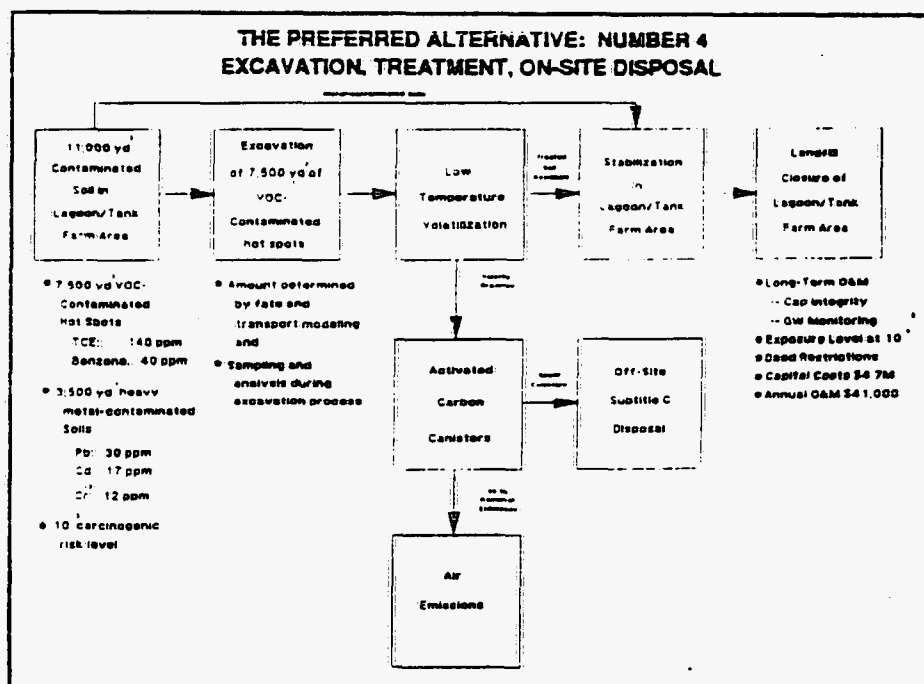 THE PREFERRED ALTERNATIVE: NUMBER 4
EXCAVATION, TREATMENT, ON-SITE DISPOSAL
11,000 yd³
Contaminated
Soil in
Lagoon/Tank
Farm Area
Excavation
of 7,500 yd³ of
VOC-
Contaminated
hot spots
Low
Temperature
Volatilization
Treated
Soil
Stabilization
in
Lagoon/Tank
Farm Area
Landfill
Closure of
Lagoon/Tank
Farm Area
• 7,500 yd³ VOC-
Contaminated
Hot Spots
TCE: 140 ppm
Benzene: 40 ppm
• 3,500 yd³ heavy
metal-contaminated
Soils
Pb: 30 ppm
Cd: 17 ppm
Cr: 12 ppm
carcinogenic
risk level
• Amount determined
by fate and
transport modeling
and
• Sampling and
analysis during
excavation process
Activated
Carbon
Canisters
Off-Site
Subtitle C
Disposal
Air
Emissions
• Long-Term O&M
-- Cap Integrity
-- GW Monitoring
• Exposure Level at 10
• Deed Restrictions
• Capital Costs $4.7M
• Annual O&M $41,000